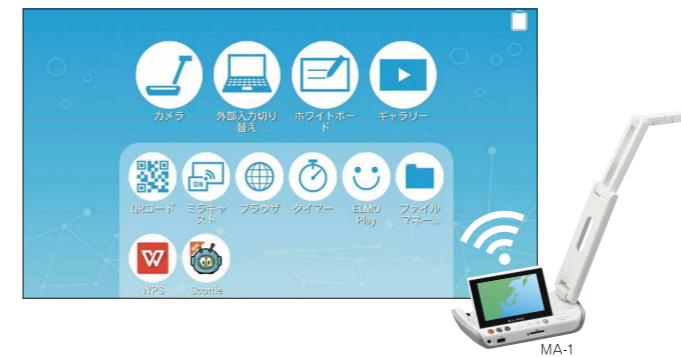 カメラ
外部入力切り
替え
ホワイトボー
ド
ギャラリー
QRコード
ON
ミラキャ
スト
ブラウザ
タイマー
ELMO
Play
ファイル
マネー...
W
WPS
Scottie
MA-1